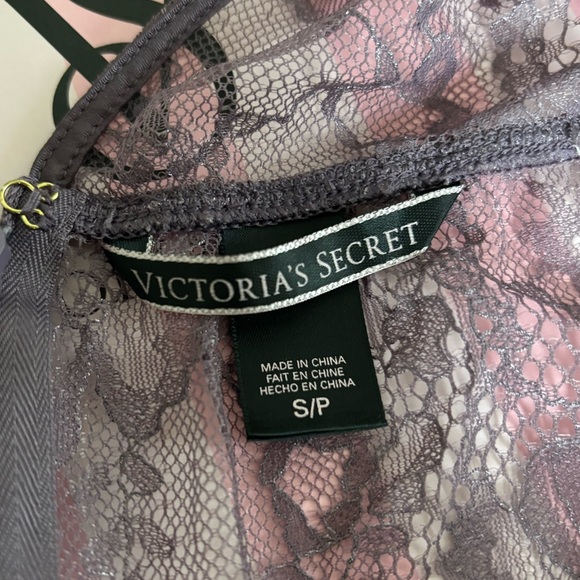 VICTORIA'S SECRET
MADE IN CHINA
FAIT EN CHINE
HECHO EN CHINA
S/P